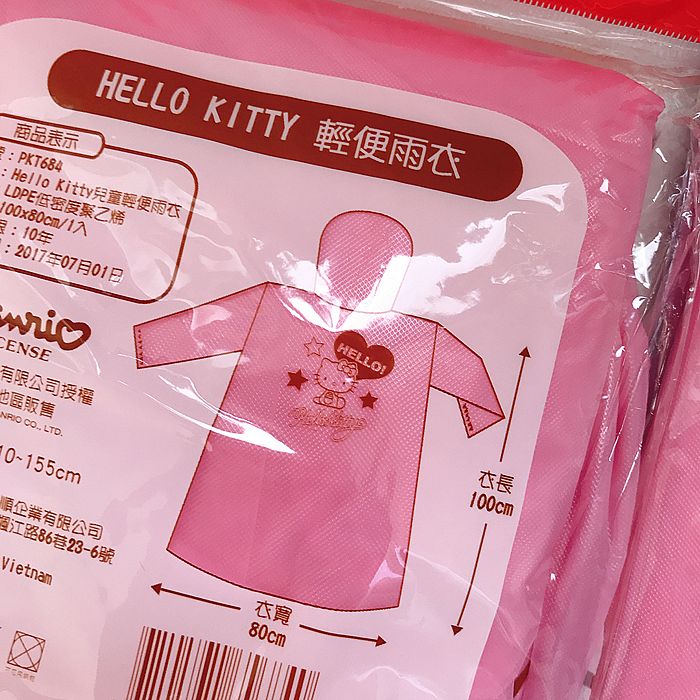 HELLO KITTY 輕便雨衣
商品表示
: PKT684
: Hello Kitty兒童輕便雨衣
LDPE低密度聚乙烯
100x80cm/1入
: 10年
: 2017年07月01日
HELLO!
CENSE
有限公司授權
地區販售
NRIO CO., LTD.
10~155cm
順企業有限公司
江路86巷23-6號
Vietnam
衣長
100cm
衣寬
80cm